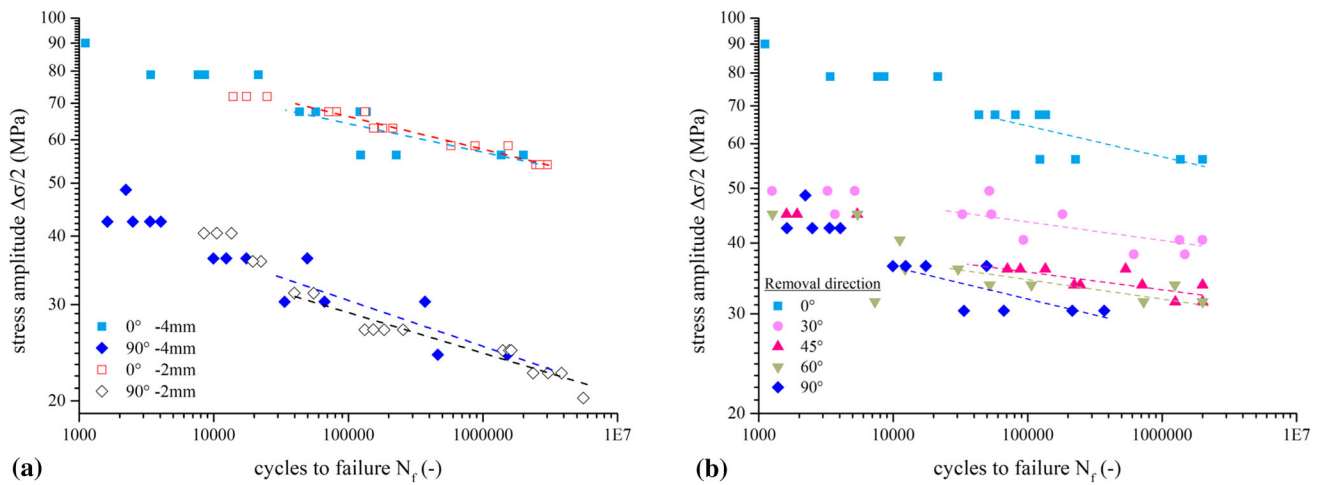 100
90
80
70
60
50
40
30
20
stress amplitude Δσ/2 (MPa)
0° -4mm
90° -4mm
0° -2mm
90° -2mm
1000
10000
100000
1000000
1E7
cycles to failure Nf (-)
(a)
100
90
80
70
60
50
40
30
20
stress amplitude Δσ/2 (MPa)
Removal direction
0°
30°
45°
60°
90°
1000
10000
100000
1000000
1E7
cycles to failure Nf (-)
(b)